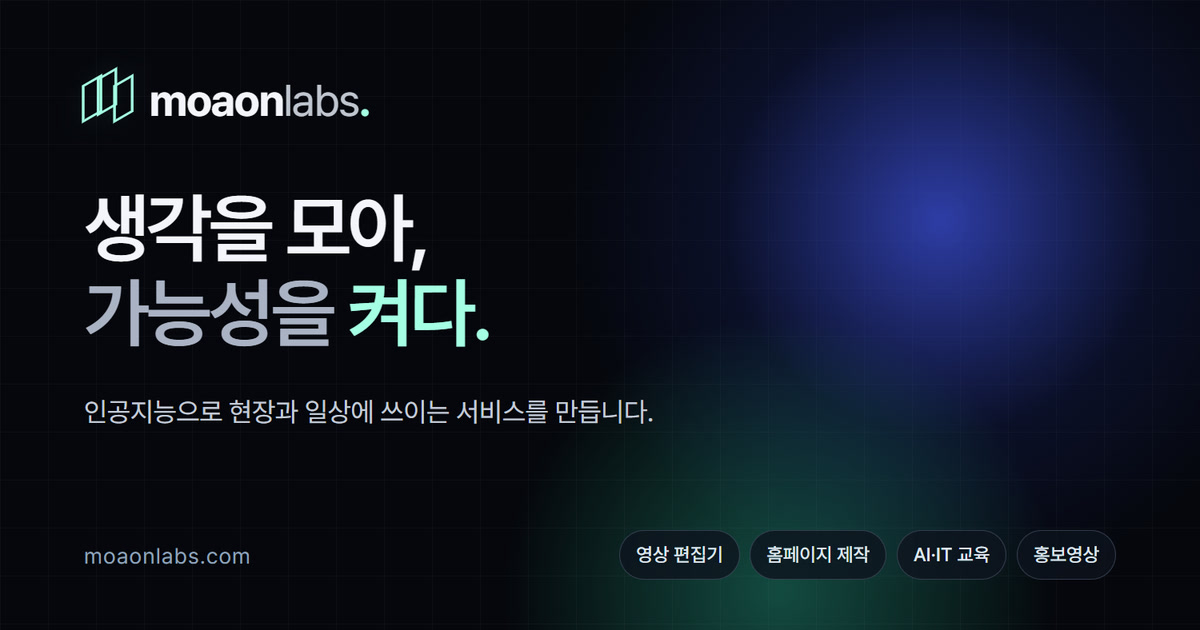 moaonlabs.
생각을 모아,
가능성을 켜다.
인공지능으로 현장과 일상에 쓰이는 서비스를 만듭니다.
moaonlabs.com
영상 편집기
홈페이지 제작
AI·IT 교육
홍보영상